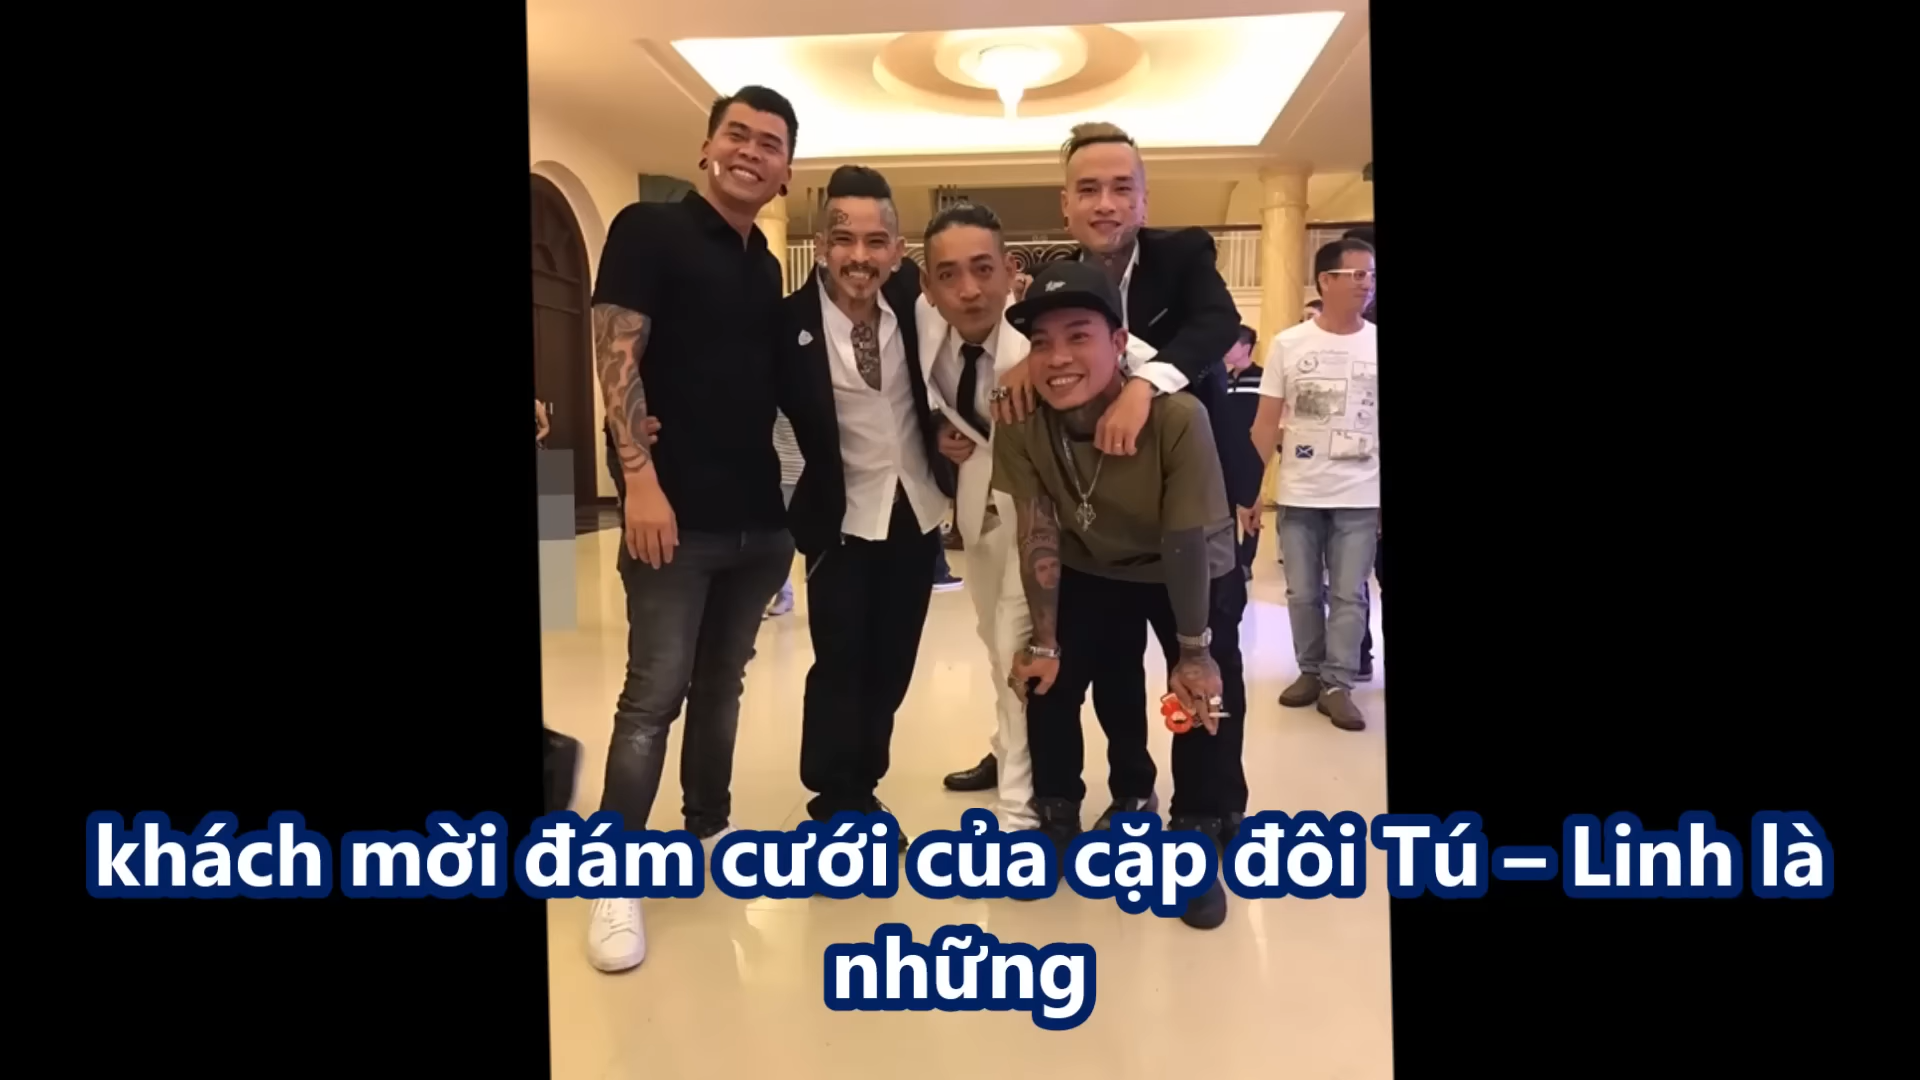 khách mời đám cưới của cặp đôi Tú – Linh là
những